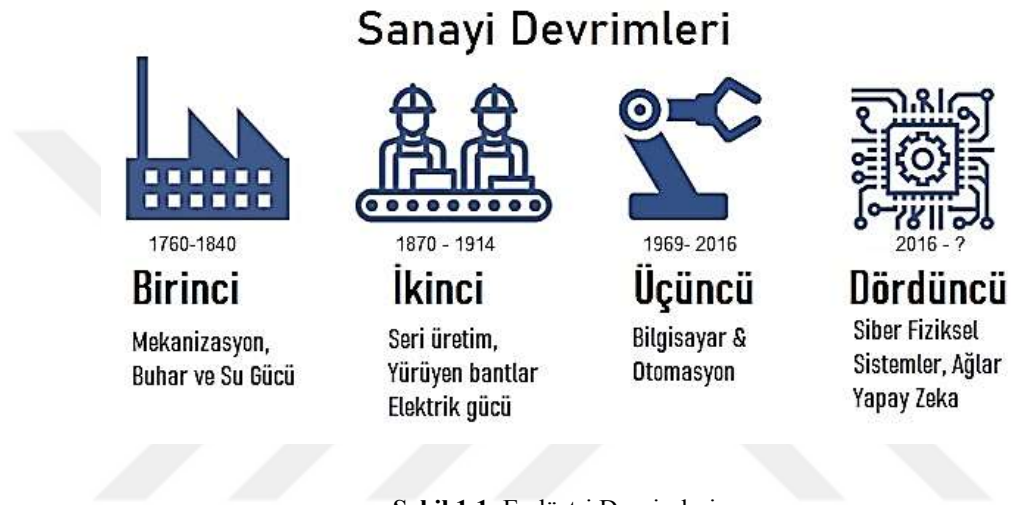 Sanayi Devrimleri
1760-1840
Birinci
Mekanizasyon,
Buhar ve Su Gücü
1870 - 1914
İkinci
Seri üretim,
Yürüyen bantlar
Elektrik gücü
1969- 2016
Üçüncü
Bilgisayar &
Otomasyon
2016 - ?
Dördüncü
Siber Fiziksel
Sistemler, Ağlar
Yapay Zeka